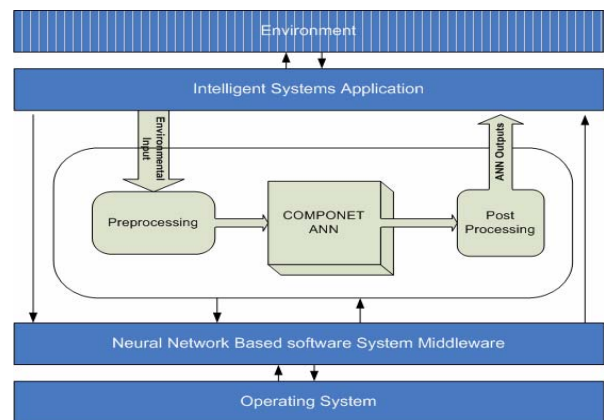 Environment
Intelligent Systems Application
Environmental
Input
ANN Outputs
Preprocessing
COMPONET
ANN
Post
Processing
Neural Network Based software System Middleware
Operating System